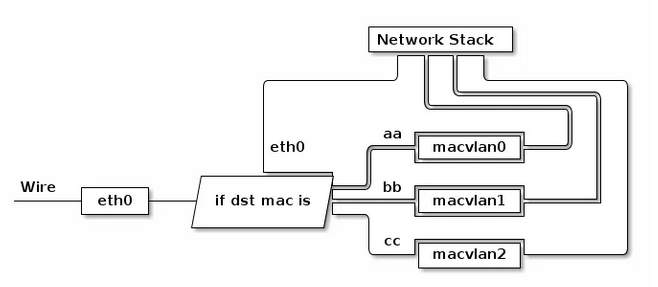 Network Stack
aa
eth0
macvlan0
Wire
bb
eth0
if dst mac is
macvlan1
cc
macvlan2